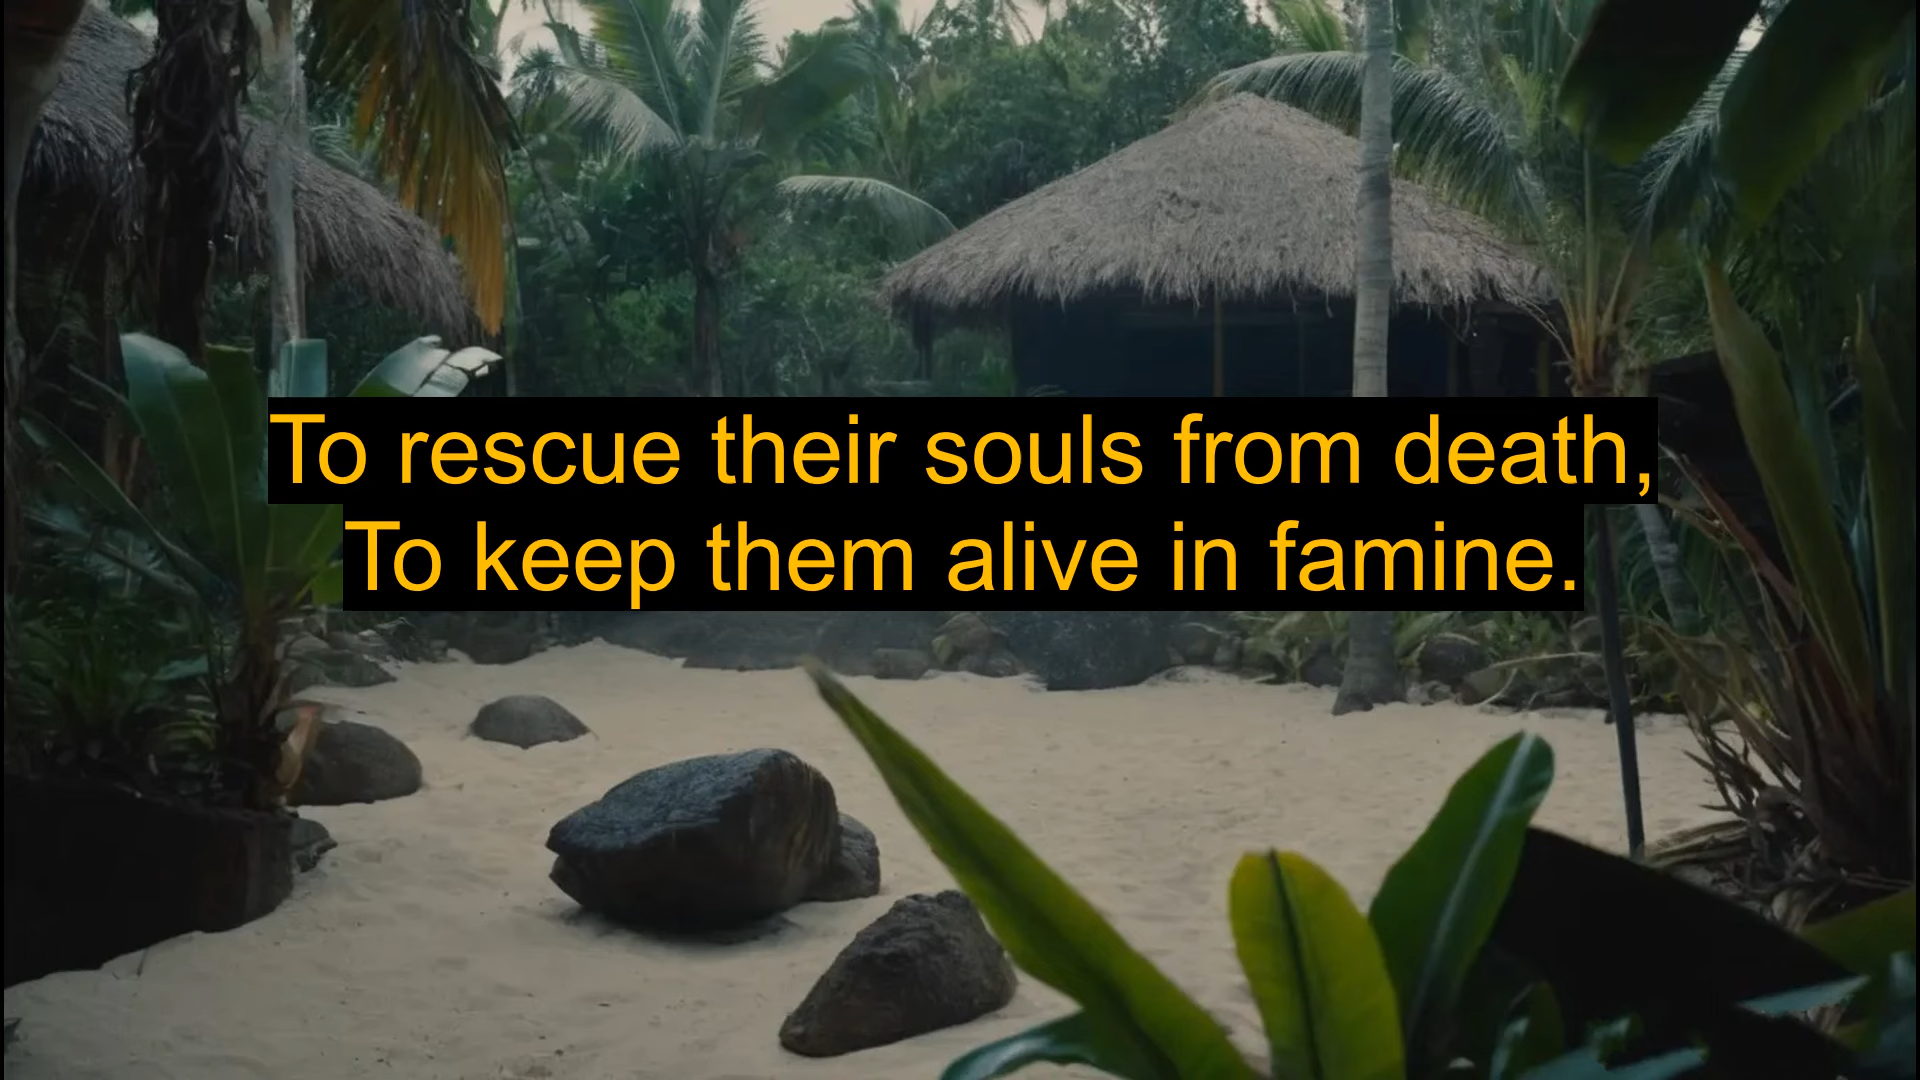 To rescue their souls from death,
To keep them alive in famine.